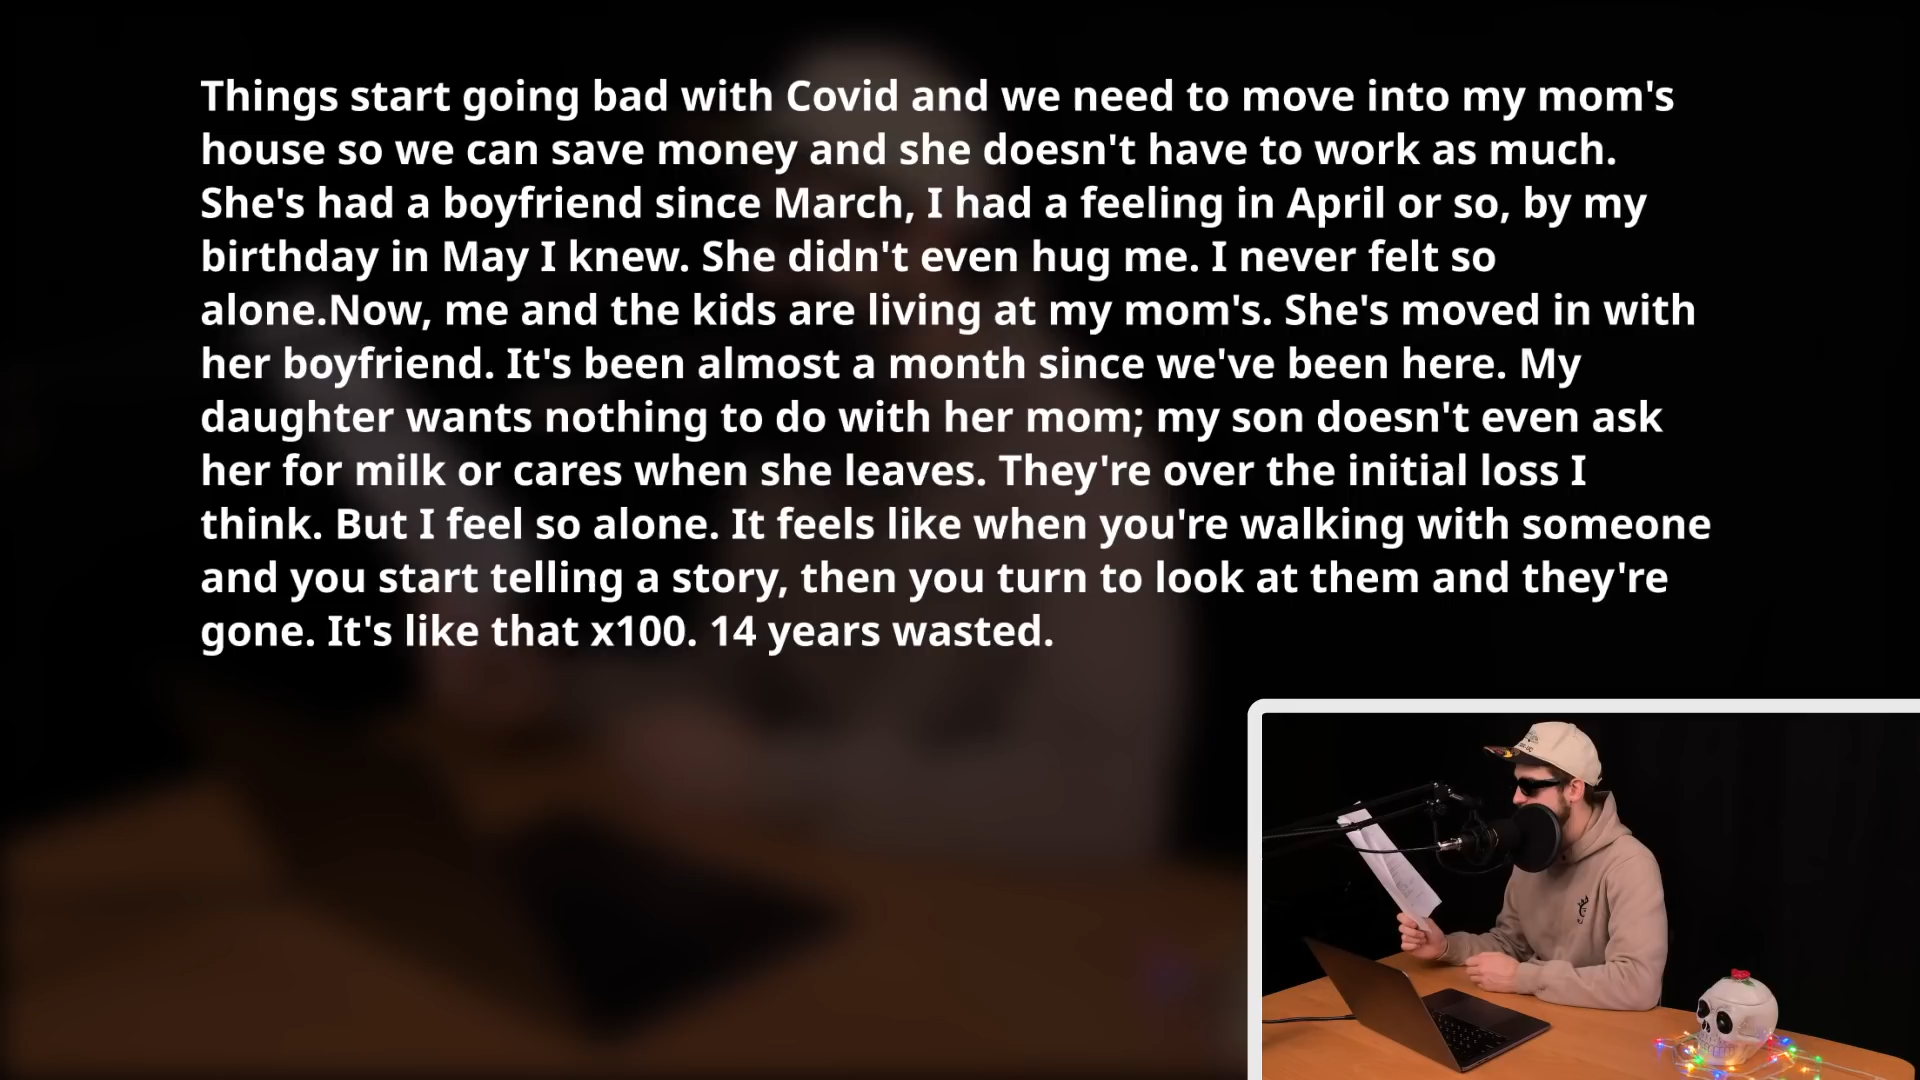 Things start going bad with Covid and we need to move into my mom's
house so we can save money and she doesn't have to work as much.
She's had a boyfriend since March, I had a feeling in April or so, by my
birthday in May I knew. She didn't even hug me. I never felt so
alone.Now, me and the kids are living at my mom's. She's moved in with
her boyfriend. It's been almost a month since we've been here. My
daughter wants nothing to do with her mom; my son doesn't even ask
her for milk or cares when she leaves. They're over the initial loss I
think. But I feel so alone. It feels like when you're walking with someone
and you start telling a story, then you turn to look at them and they're
gone. It's like that x100. 14 years wasted.